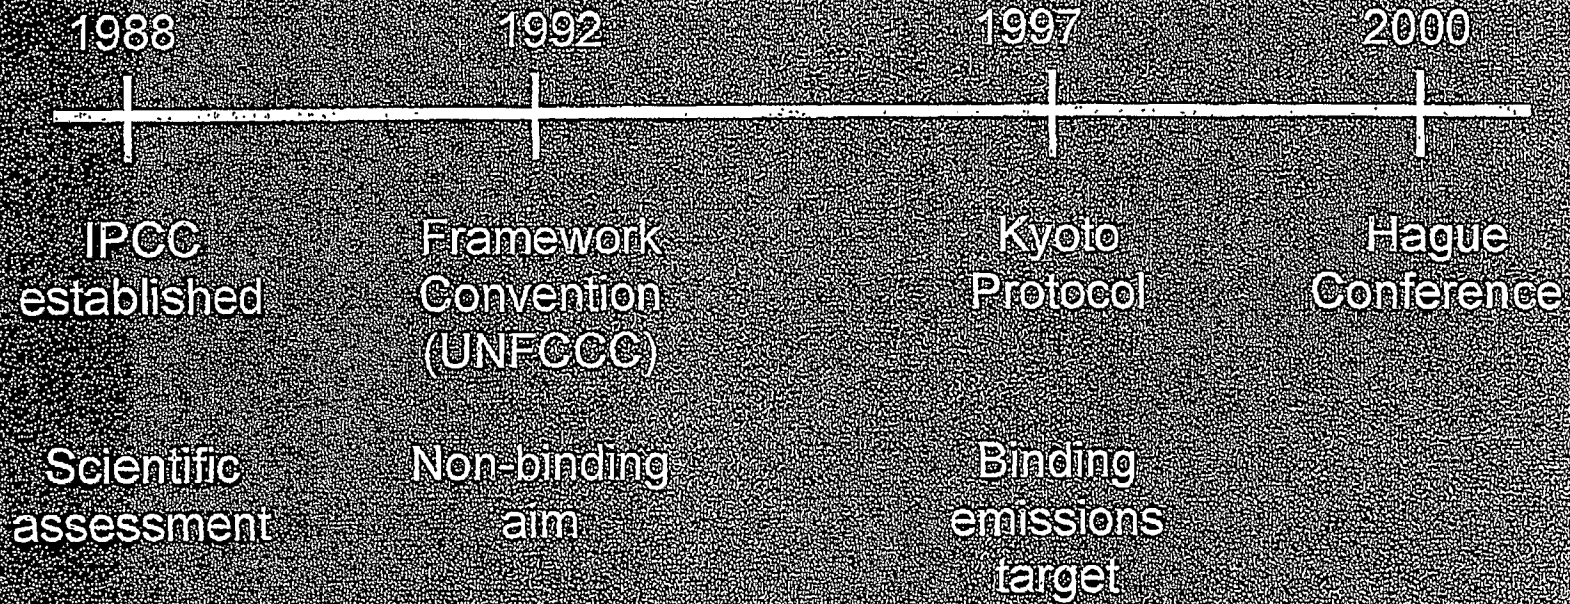 1988 1992 1997 2000
IPCC
established
Framework
Convention
(UNFCCC)
Kyoto
Protocol
Hague
Conference
Scientific
assessment
Non-binding
aim
Binding
emissions
target